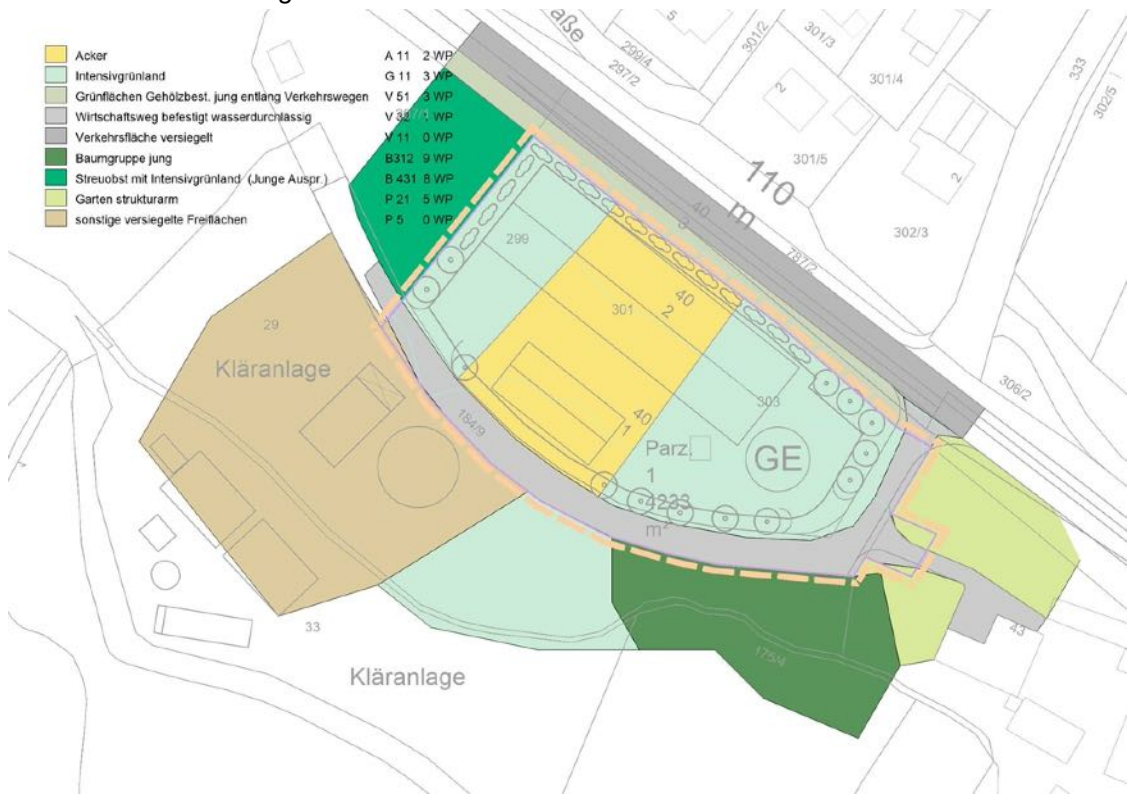 aße
5
299/4
297/2
301/2
301/3
301/4
333
302/5
2
301/5
2
302/3
110
m
787/2
306/2
Acker A 11 2 WP
Intensivgrünland G 11 3 WP
Grünflächen Gehölzbest. jung entlang Verkehrswegen V 51 3 WP
Wirtschaftsweg befestigt wasserdurchlässig V 32 1 WP
Verkehrsfläche versiegelt V 11 0 WP
Baumgruppe jung B312 9 WP
Streuobst mit Intensivgrünland (Junge Auspr.) B 431 8 WP
Garten strukturarm P 21 5 WP
sonstige versiegelte Freiflächen P 5 0 WP
40
3
299
301
40
2
303
40
1
29
Kläranlage
184/9
Parz.
1
4233
m²
GE
33
175/4
43
Kläranlage